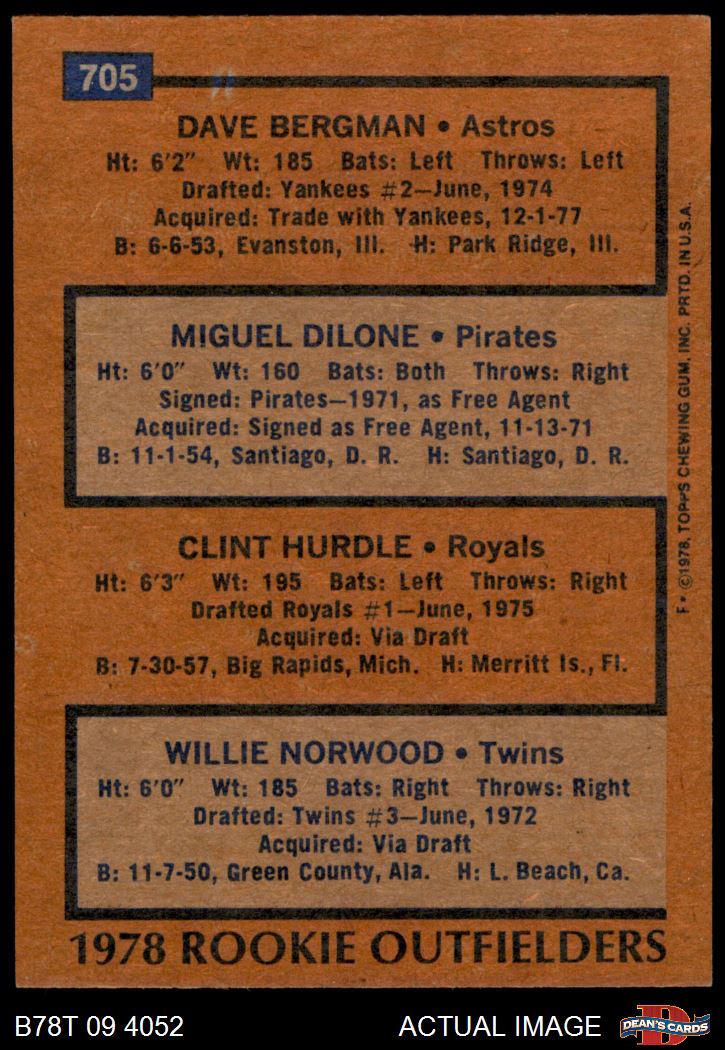 705
DAVE BERGMAN • Astros
Ht: 6'2" Wt: 185 Bats: Left Throws: Left
Drafted: Yankees #2—June, 1974
Acquired: Trade with Yankees, 12-1-77
B: 6-6-53, Evanston, Ill. H: Park Ridge, Ill.
MIGUEL DILONE • Pirates
Ht: 6'0" Wt: 160 Bats: Both Throws: Right
Signed: Pirates—1971, as Free Agent
Acquired: Signed as Free Agent, 11-13-71
B: 11-1-54, Santiago, D. R. H: Santiago, D. R.
CLINT HURDLE • Royals
Ht: 6'3" Wt: 195 Bats: Left Throws: Right
Drafted Royals #1—June, 1975
Acquired: Via Draft
B: 7-30-57, Big Rapids, Mich. H: Merritt Is., Fl.
WILLIE NORWOOD • Twins
Ht: 6'0" Wt: 185 Bats: Right Throws: Right
Drafted: Twins #3—June, 1972
Acquired: Via Draft
B: 11-7-50, Green County, Ala. H: L. Beach, Ca.
1978 ROOKIE OUTFIELDERS
F* ©1978, TOPPS CHEWING GUM, INC. PRTD. IN U.S.A.
B78T 09 4052
ACTUAL IMAGE
D
DEAN'S CARDS